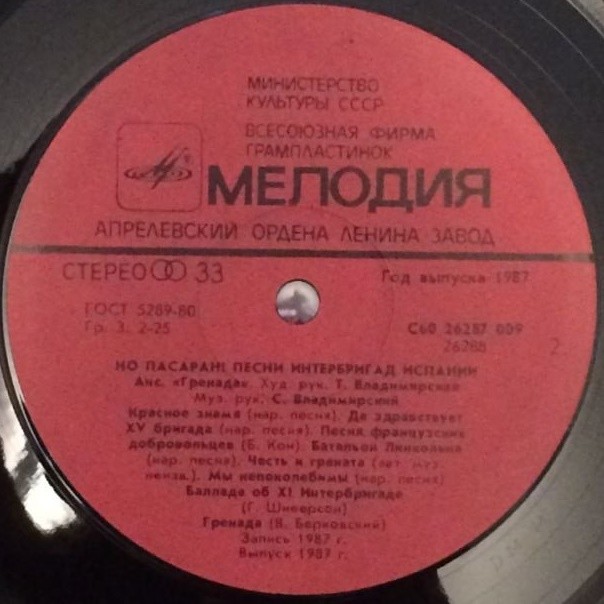 МИНИСТЕРСТВО
КУЛЬТУРЫ СССР
ВСЕСОЮЗНАЯ ФИРМА
ГРАМПЛАСТИНОК
МЕЛОДИЯ
АПРЕЛЕВСКИЙ ОРДЕНА ЛЕНИНА ЗАВОД
СТЕРЕО 33 Год выпуска 1987
ГОСТ 5289-80
Гр. 3. 2-25
С60 26287 009
26288 2
НО ПАСАРАН! ПЕСНИ ИНТЕРБРИГАД ИСПАНИИ
Анс. «Гренада». Худ. рук. Т. Владимирская
Муз. рук. С. Владимирский
Красное знамя (нар. песня). Да здравствует
XV бригада (нар. песня). Песня французских
добровольцев (Б. Кон). Батальон Линкольна
(нар. песня). Честь и граната (авт. муз.
неизв.). Мы непоколебимы (нар. песня)
Баллада об XI Интербригаде
(Г. Шнеерсон)
Гренада (В. Берковский)
Запись 1987 г.
Выпуск 1987 г.